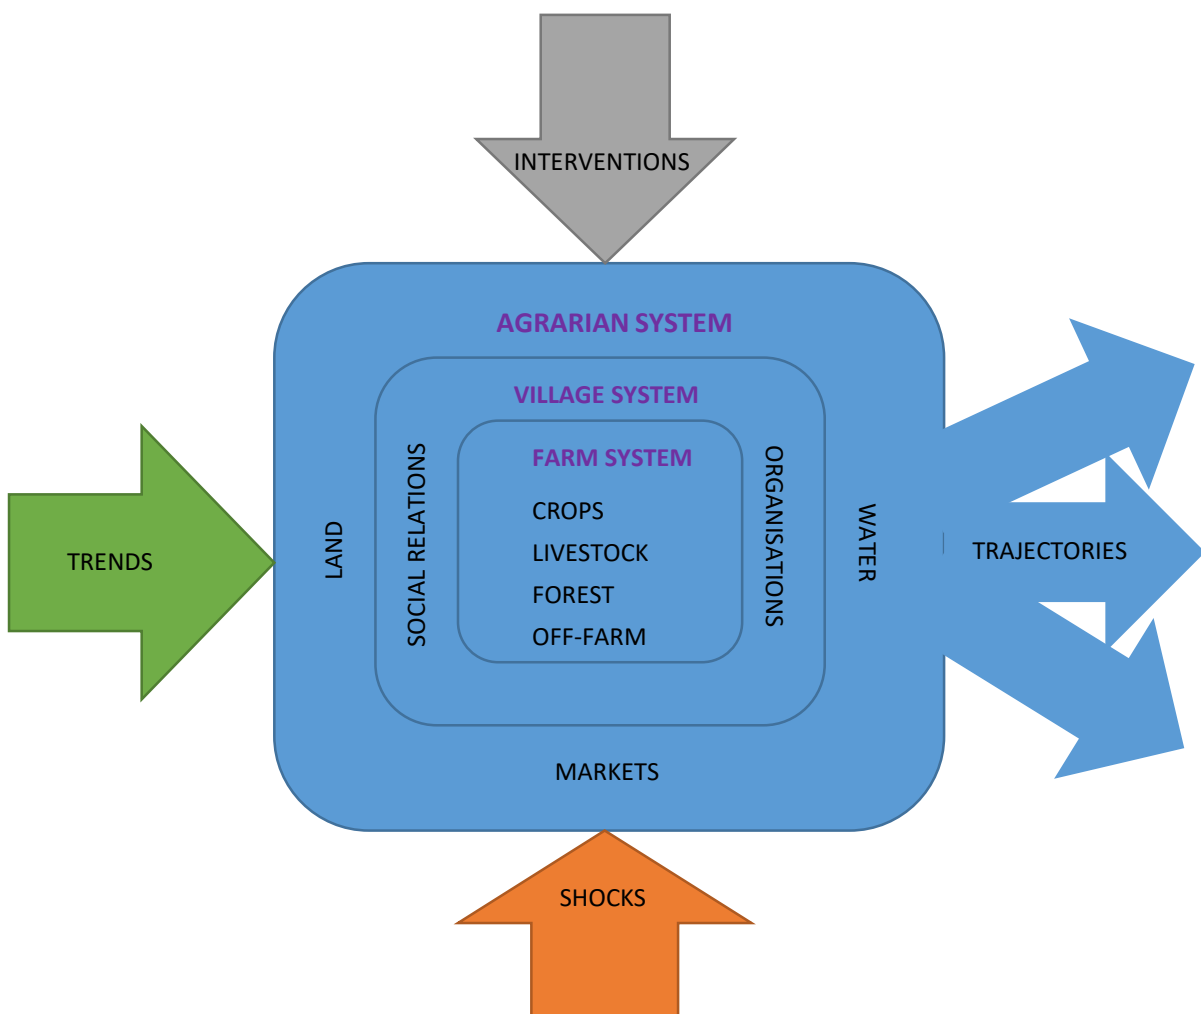 INTERVENTIONS
AGRARIAN SYSTEM
VILLAGE SYSTEM
FARM SYSTEM
CROPS
LIVESTOCK
FOREST
OFF-FARM
SOCIAL RELATIONS
ORGANISATIONS
LAND
WATER
MARKETS
TRENDS
TRAJECTORIES
SHOCKS